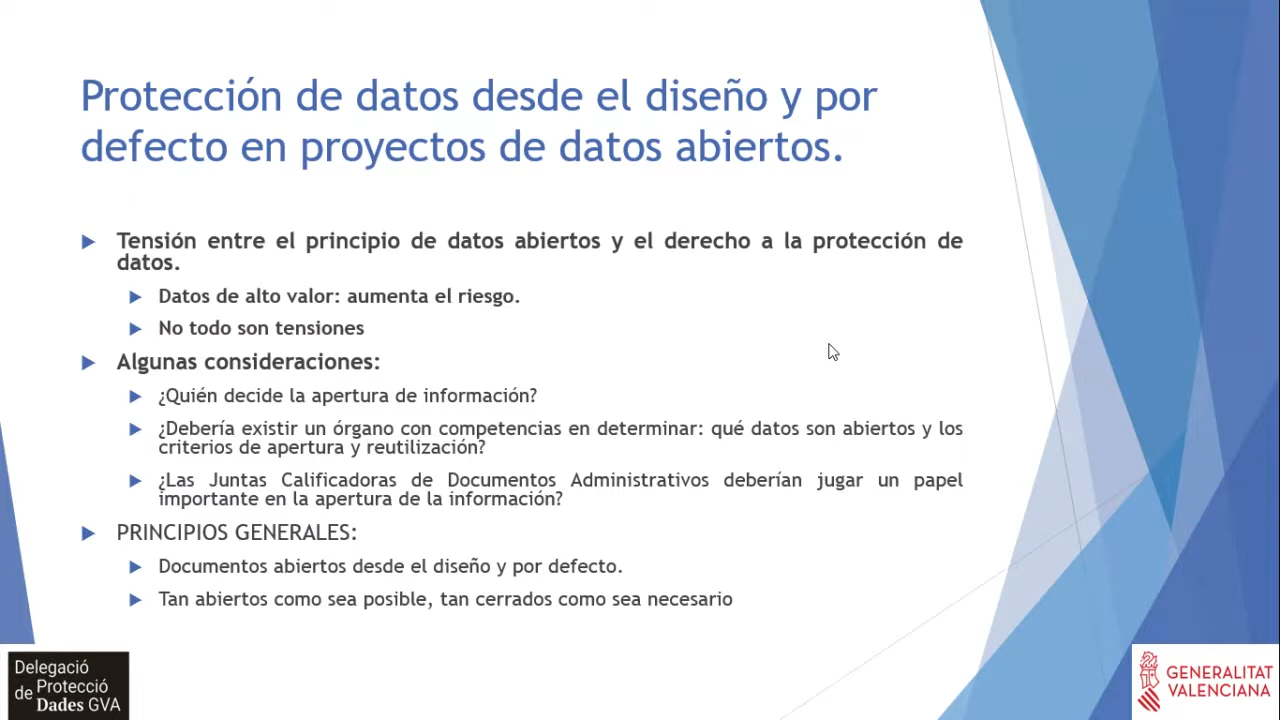 Protección de datos desde el diseño y por
defecto en proyectos de datos abiertos.
Tensión entre el principio de datos abiertos y el derecho a la protección de
datos.
Datos de alto valor: aumenta el riesgo.
No todo son tensiones
Algunas consideraciones:
¿Quién decide la apertura de información?
¿Debería existir un órgano con competencias en determinar: qué datos son abiertos y los
criterios de apertura y reutilización?
¿Las Juntas Calificadoras de Documentos Administrativos deberían jugar un papel
importante en la apertura de la información?
PRINCIPIOS GENERALES:
Documentos abiertos desde el diseño y por defecto.
Tan abiertos como sea posible, tan cerrados como sea necesario
Delegació
de Protecció
Dades GVA
GENERALITAT
VALENCIANA